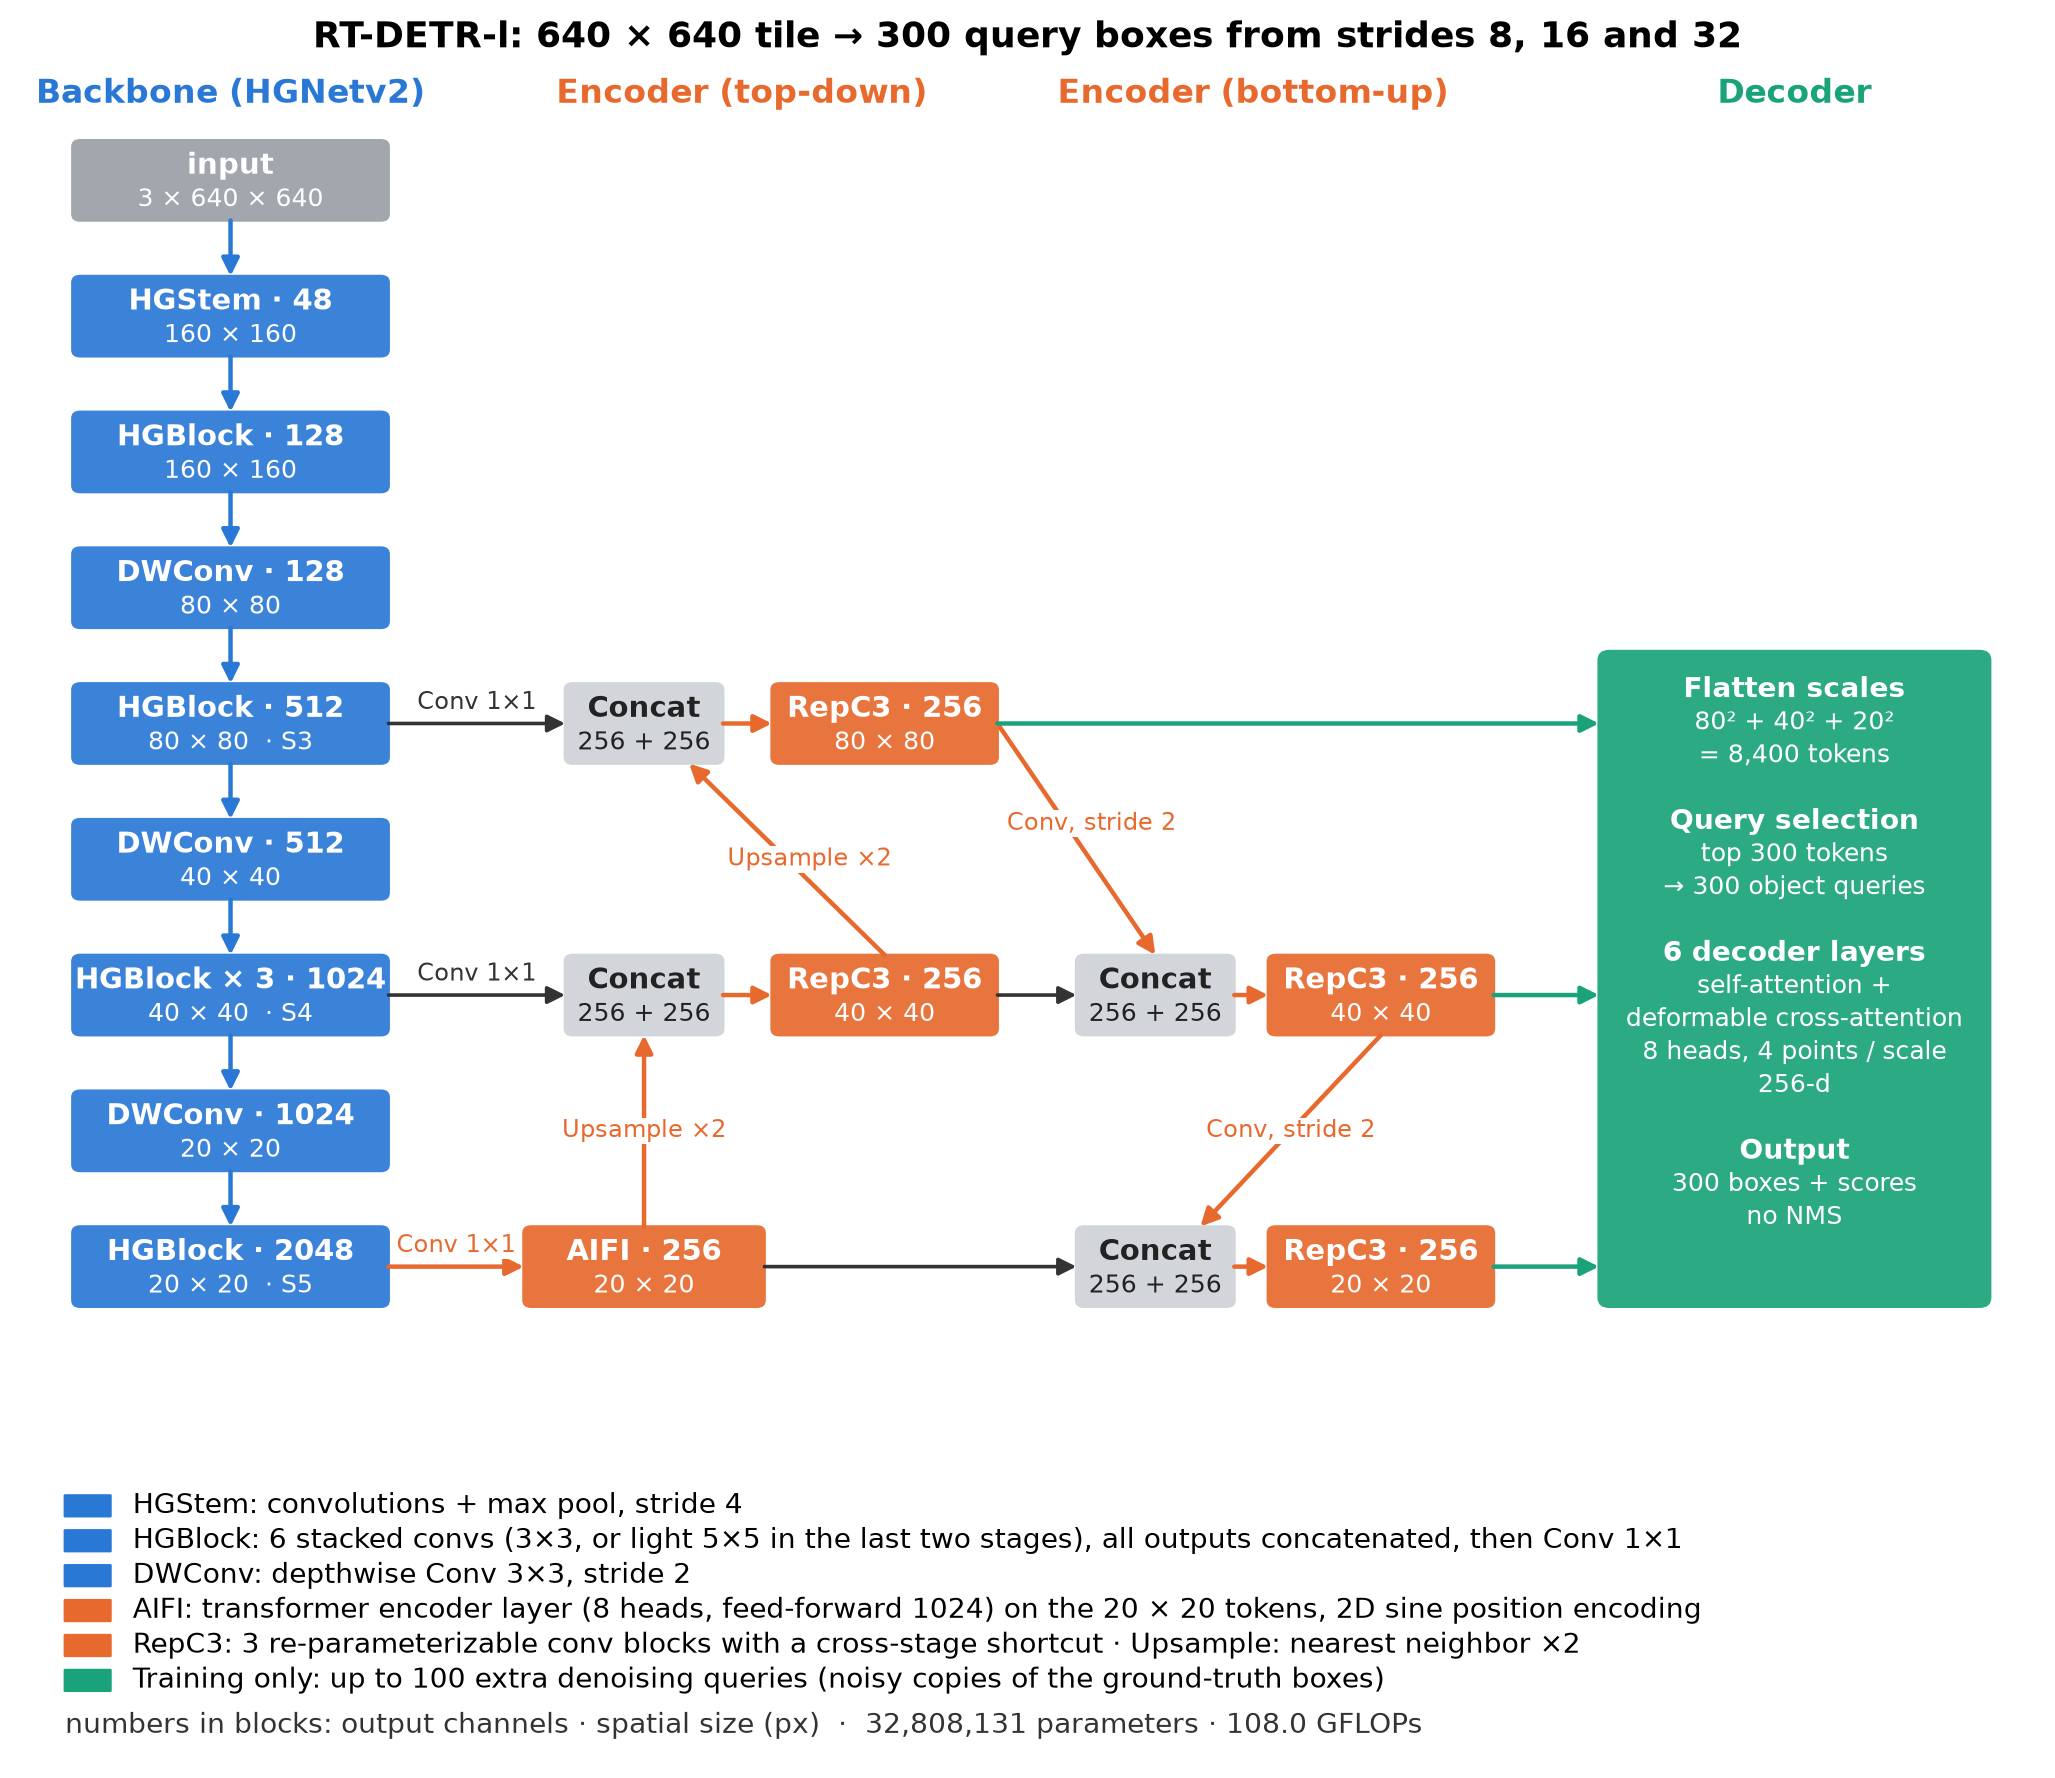 RT-DETR-l: 640 × 640 tile → 300 query boxes from strides 8, 16 and 32
Backbone (HGNetv2)
Encoder (top-down)
Encoder (bottom-up)
Decoder
input
3 × 640 × 640
HGStem · 48
160 × 160
HGBlock · 128
160 × 160
DWConv · 128
80 × 80
HGBlock · 512
80 × 80 · S3
Conv 1×1
Concat
256 + 256
RepC3 · 256
80 × 80
DWConv · 512
40 × 40
Upsample ×2
Conv, stride 2
HGBlock × 3 · 1024
40 × 40 · S4
Conv 1×1
Concat
256 + 256
RepC3 · 256
40 × 40
Concat
256 + 256
RepC3 · 256
40 × 40
DWConv · 1024
20 × 20
Upsample ×2
Conv, stride 2
HGBlock · 2048
20 × 20 · S5
Conv 1×1
AIFI · 256
20 × 20
Concat
256 + 256
RepC3 · 256
20 × 20
Flatten scales
80² + 40² + 20²
= 8,400 tokens
Query selection
top 300 tokens
→ 300 object queries
6 decoder layers
self-attention +
deformable cross-attention
8 heads, 4 points / scale
256-d
Output
300 boxes + scores
no NMS
HGStem: convolutions + max pool, stride 4
HGBlock: 6 stacked convs (3×3, or light 5×5 in the last two stages), all outputs concatenated, then Conv 1×1
DWConv: depthwise Conv 3×3, stride 2
AIFI: transformer encoder layer (8 heads, feed-forward 1024) on the 20 × 20 tokens, 2D sine position encoding
RepC3: 3 re-parameterizable conv blocks with a cross-stage shortcut · Upsample: nearest neighbor ×2
Training only: up to 100 extra denoising queries (noisy copies of the ground-truth boxes)
numbers in blocks: output channels · spatial size (px) · 32,808,131 parameters · 108.0 GFLOPs